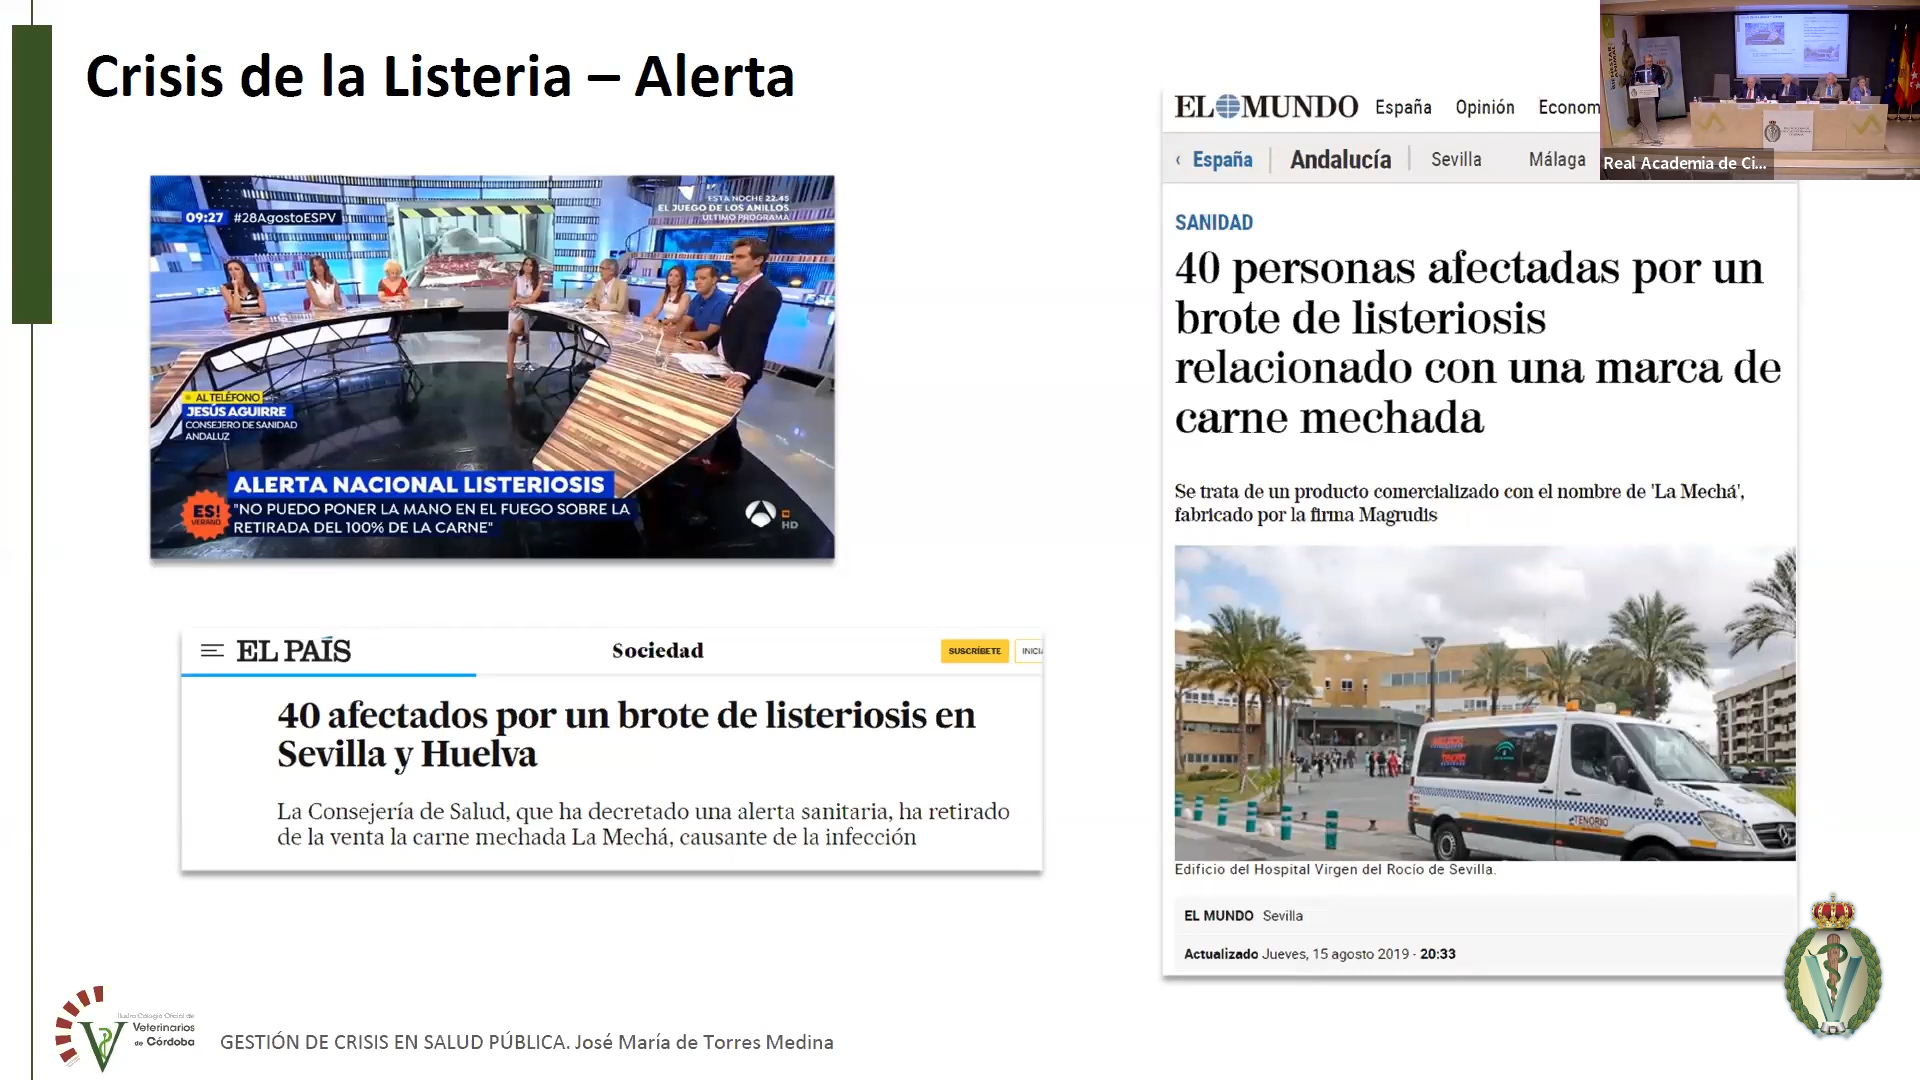 Crisis de la Listeria – Alerta
09:27 #28AgostoESPV
ESTA NOCHE 22.45
EL JUEGO DE LOS ANILLOS
ÚLTIMO PROGRAMA
AL TELÉFONO
JESÚS AGUIRRE
CONSEJERO DE SANIDAD
ANDALUZ
ALERTA NACIONAL LISTERIOSIS
ES!
VERANO
"NO PUEDO PONER LA MANO EN EL FUEGO SOBRE LA
RETIRADA DEL 100% DE LA CARNE"
HD
EL PAÍS
Sociedad
SUSCRÍBETE
INICIA
40 afectados por un brote de listeriosis en
Sevilla y Huelva
La Consejería de Salud, que ha decretado una alerta sanitaria, ha retirado
de la venta la carne mechada La Mechá, causante de la infección
EL MUNDO España Opinión Econom
‹ España Andalucía Sevilla Málaga
SANIDAD
40 personas afectadas por un
brote de listeriosis
relacionado con una marca de
carne mechada
Se trata de un producto comercializado con el nombre de 'La Mechá',
fabricado por la firma Magrudis
TENORIO
Edificio del Hospital Virgen del Rocío de Sevilla.
EL MUNDO Sevilla
Actualizado Jueves, 15 agosto 2019 - 20:33
Real Academia de Ci...
Ilustre Colegio Oficial de
Veterinarios
de Córdoba
GESTIÓN DE CRISIS EN SALUD PÚBLICA. José María de Torres Medina